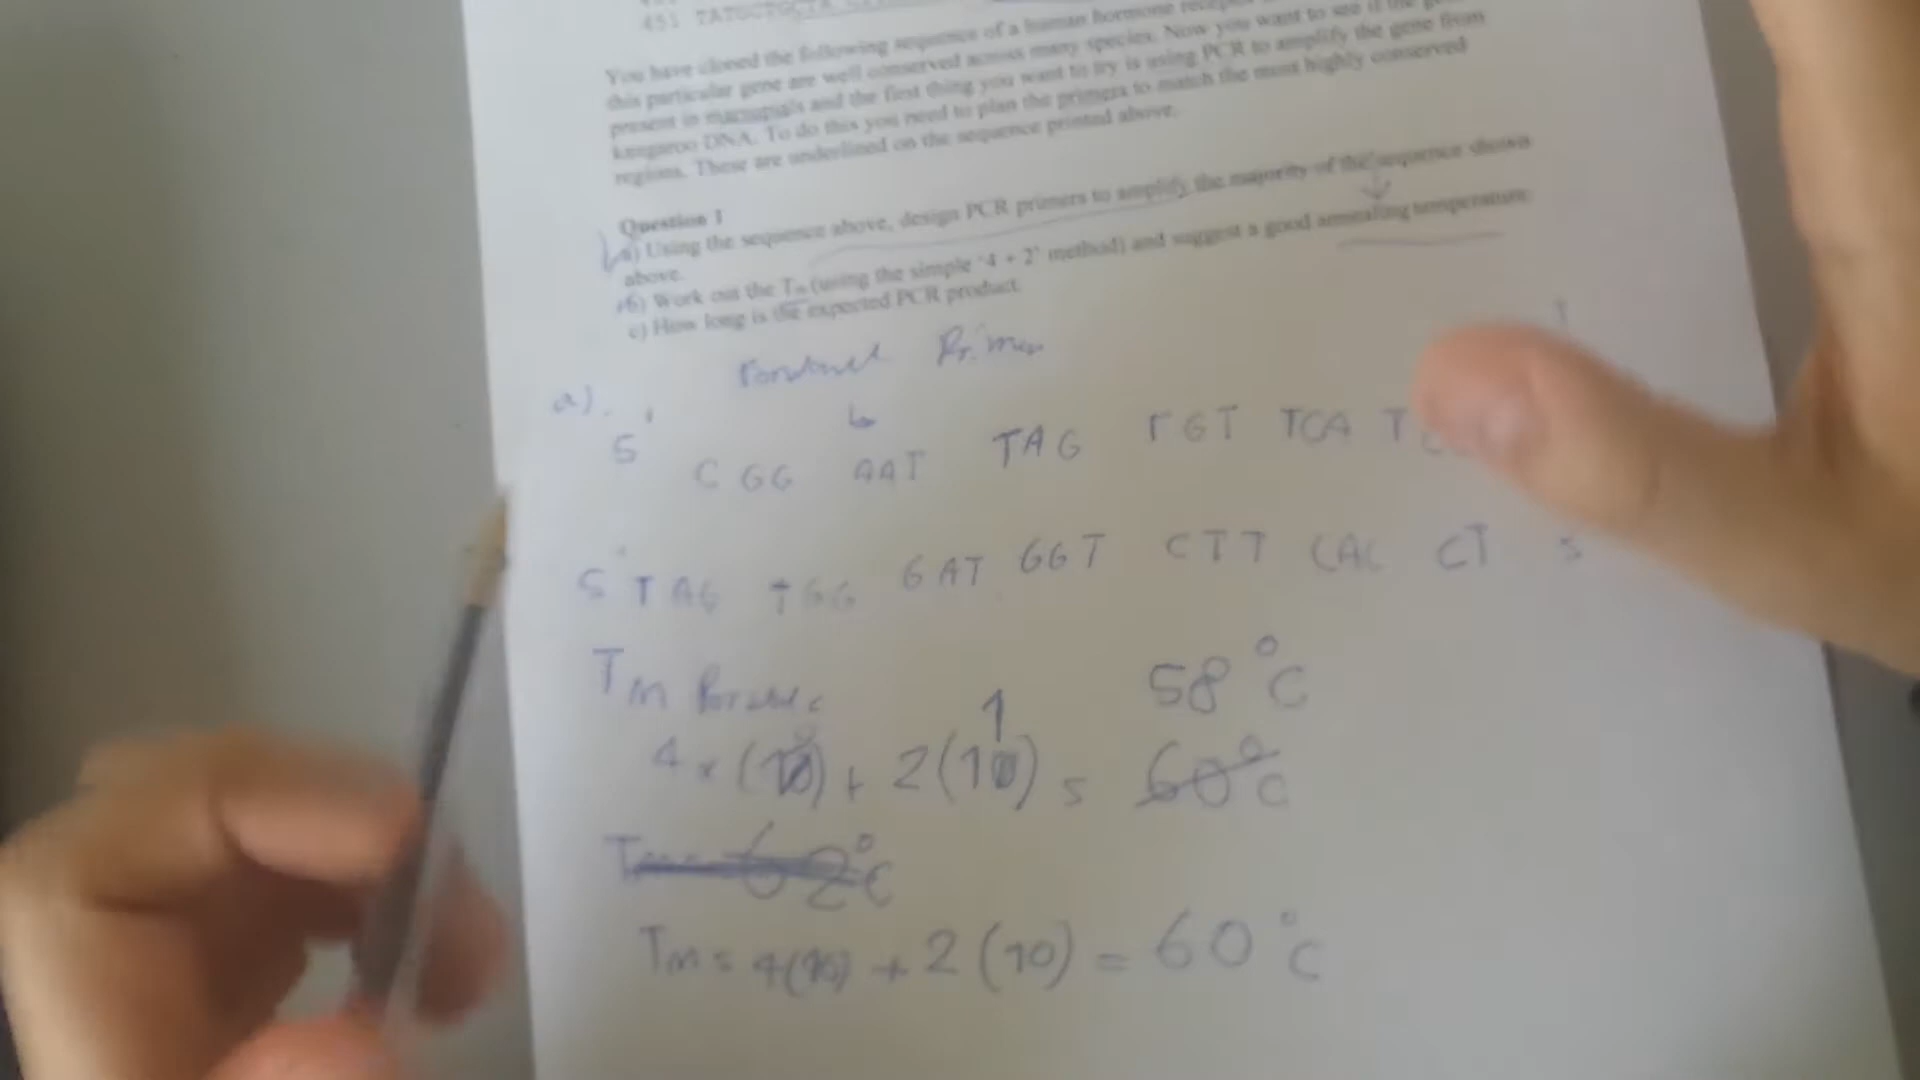 451 TATGCTGCTA
You have cloned the following sequence of a human hormone
this particular gene are well conserved across many species. Now you want to see if the
present in marsupials and the first thing you want to try is using PCR to amplify the gene from
kangaroo DNA. To do this you need to plan the primers to match the most highly conserved
regions. These are underlined on the sequence printed above.
Question 1
a) Using the sequence above, design PCR primers to amplify the majority of the sequence shown
above.
b) Work out the Tm (using the simple '4 + 2' method) and suggest a good annealing temperature.
c) How long is the expected PCR product.
Forward Primer
a).
5' CGG AAT TAG TGT TCA T
5' TAG TGG GAT GGT CTT CAC CT
Tm
58°C
4 x ( ) + 2(1 ) = 60°C
Tm = 62°C
Tm = 4(10) + 2(10) = 60°C